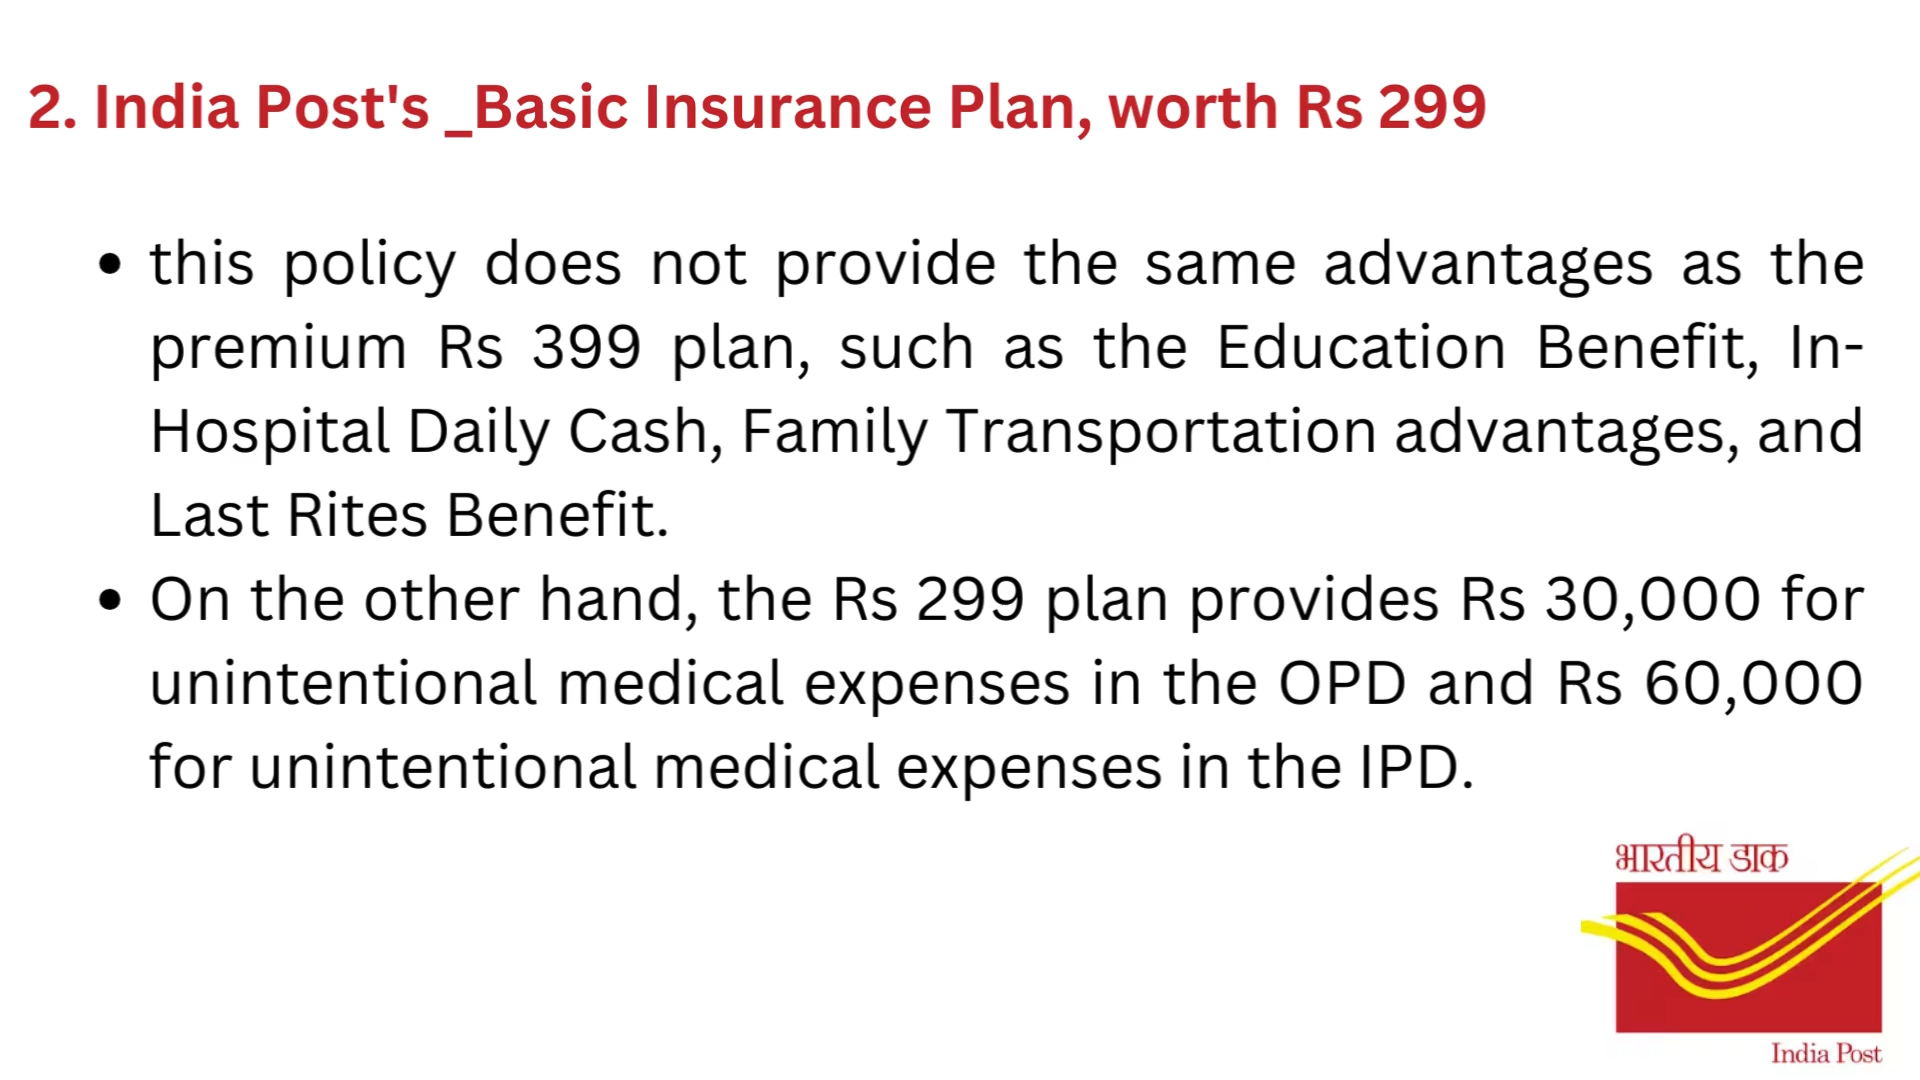 2. India Post's _Basic Insurance Plan, worth Rs 299
• this policy does not provide the same advantages as the
premium Rs 399 plan, such as the Education Benefit, In-
Hospital Daily Cash, Family Transportation advantages, and
Last Rites Benefit.
• On the other hand, the Rs 299 plan provides Rs 30,000 for
unintentional medical expenses in the OPD and Rs 60,000
for unintentional medical expenses in the IPD.
भारतीय डाक
India Post